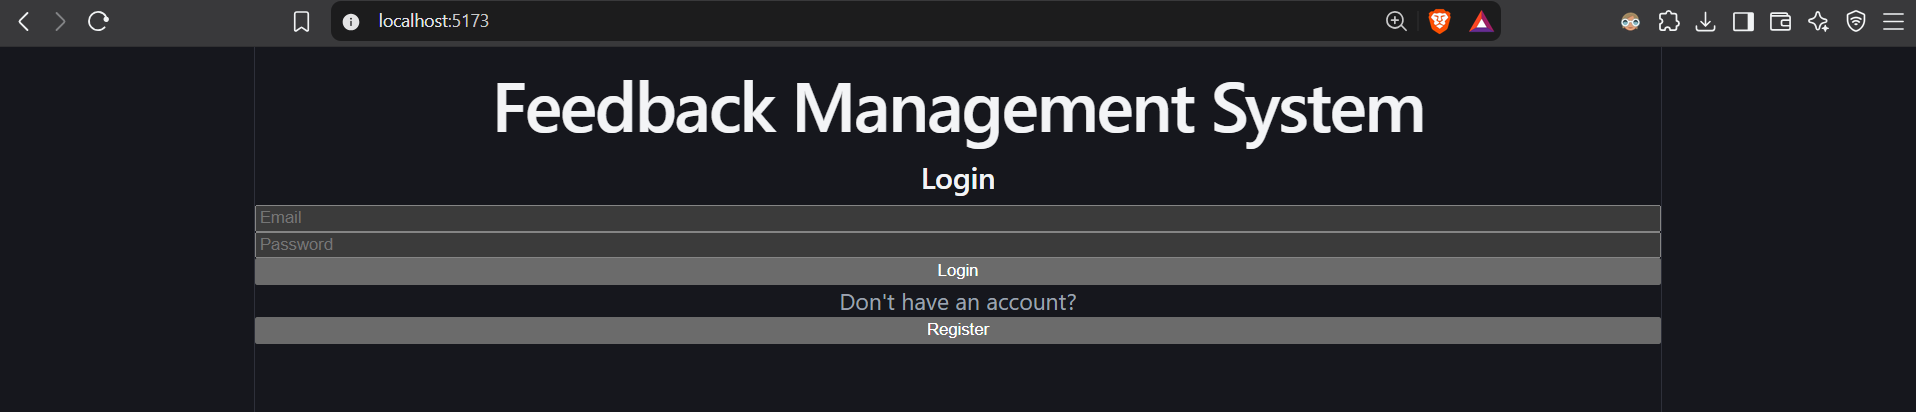 localhost:5173
Feedback Management System
Login
Email
Password
Login
Don't have an account?
Register